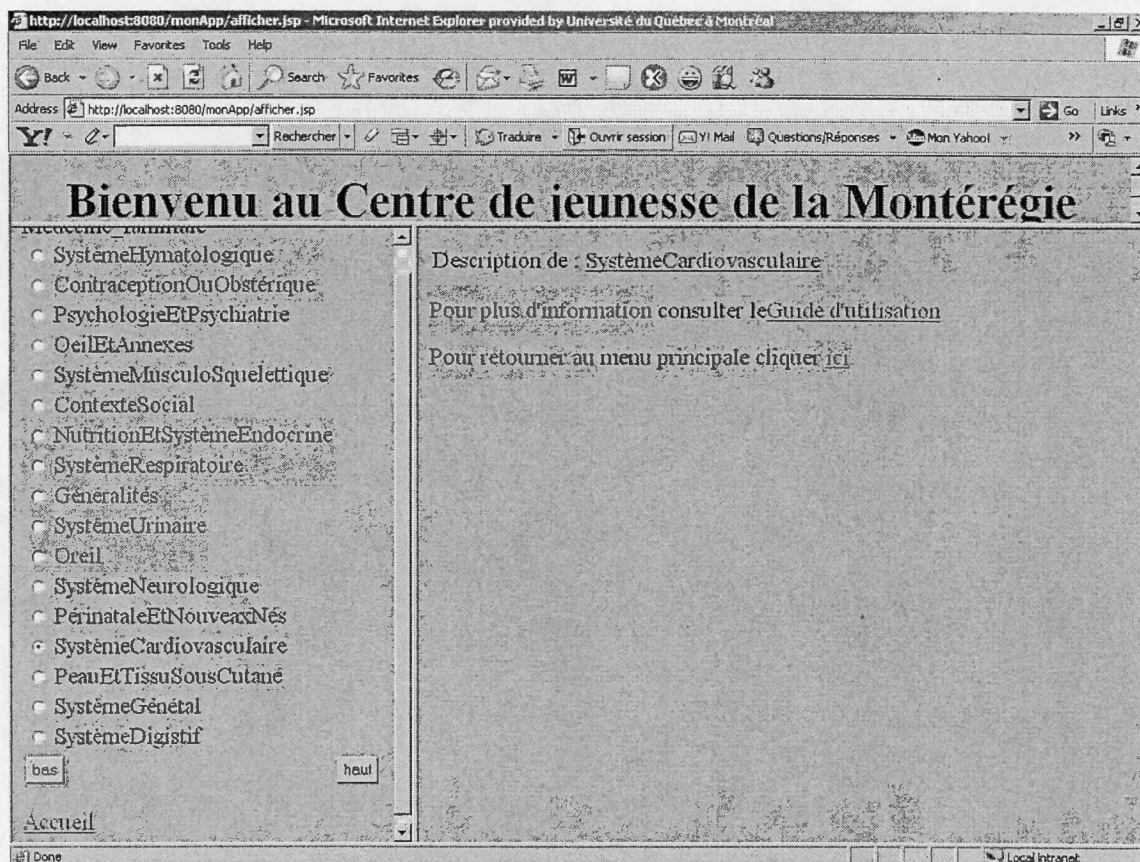 http://localhost:8080/monApp/afficher.jsp - Microsoft Internet Explorer provided by Université du Québec à Montréal
File Edit View Favorites Tools Help
Back Search Favorites
Address http://localhost:8080/monApp/afficher.jsp Go Links »
Y! Rechercher Traduire Ouvrir session Y! Mail Questions/Réponses Mon Yahoo! »
Bienvenu au Centre de jeunesse de la Montérégie
Médecine_familiale
SystèmeHymatologique
ContraceptionOuObstérique
PsychologieEtPsychiatrie
OeilEtAnnexes
SystèmeMusculoSquelettique
ContexteSocial
NutritionEtSystèmeEndocrine
SystèmeRespiratoire
Généralités
SystèmeUrinaire
Oreil
SystèmeNeurologique
PérinataleEtNouveaxNés
SystèmeCardiovasculaire
PeauEtTissuSousCutané
SystèmeGénétal
SystèmeDigistif
bas haut
Accueil
Description de : SystèmeCardiovasculaire
Pour plus d'information consulter leGuide d'utilisation
Pour retourner au menu principale cliquer ici
Done Local intranet